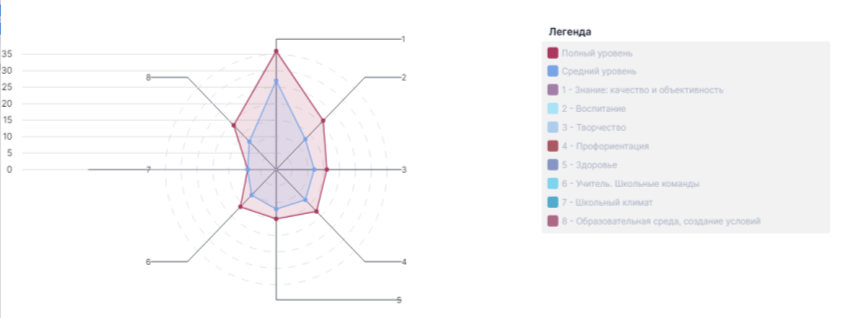 Легенда
Полный уровень
Средний уровень
1 - Знание: качество и объективность
2 - Воспитание
3 - Творчество
4 - Профориентация
5 - Здоровье
6 - Учитель. Школьные команды
7 - Школьный климат
8 - Образовательная среда, создание условий
35
30
25
20
15
10
5
0
1
2
3
4
5
6
7
8